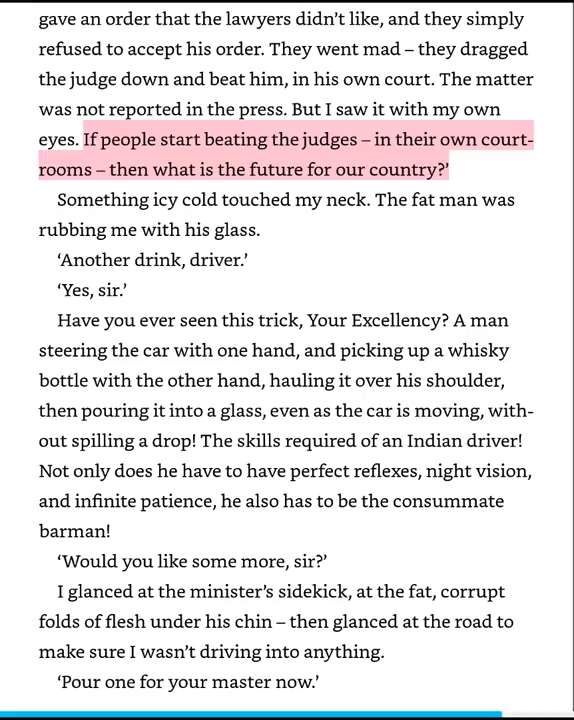 gave an order that the lawyers didn’t like, and they simply
refused to accept his order. They went mad – they dragged
the judge down and beat him, in his own court. The matter
was not reported in the press. But I saw it with my own
eyes. If people start beating the judges – in their own court-
rooms – then what is the future for our country?’
Something icy cold touched my neck. The fat man was
rubbing me with his glass.
‘Another drink, driver.’
‘Yes, sir.’
Have you ever seen this trick, Your Excellency? A man
steering the car with one hand, and picking up a whisky
bottle with the other hand, hauling it over his shoulder,
then pouring it into a glass, even as the car is moving, with-
out spilling a drop! The skills required of an Indian driver!
Not only does he have to have perfect reflexes, night vision,
and infinite patience, he also has to be the consummate
barman!
‘Would you like some more, sir?’
I glanced at the minister’s sidekick, at the fat, corrupt
folds of flesh under his chin – then glanced at the road to
make sure I wasn’t driving into anything.
‘Pour one for your master now.’